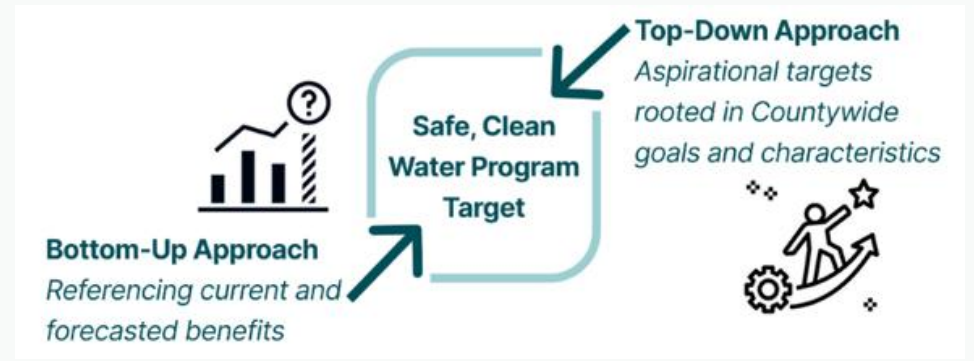 Top-Down Approach
Aspirational targets
rooted in Countywide
goals and characteristics
Safe, Clean
Water Program
Target
?
Bottom-Up Approach
Referencing current and
forecasted benefits